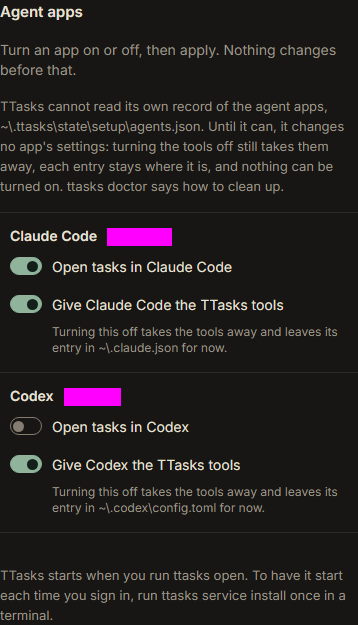 Agent apps
Turn an app on or off, then apply. Nothing changes
before that.
TTasks cannot read its own record of the agent apps,
~\.ttasks\state\setup\agents.json. Until it can, it changes
no app's settings: turning the tools off still takes them
away, each entry stays where it is, and nothing can be
turned on. ttasks doctor says how to clean up.
Claude Code
Open tasks in Claude Code
Give Claude Code the TTasks tools
Turning this off takes the tools away and leaves its
entry in ~\.claude.json for now.
Codex
Open tasks in Codex
Give Codex the TTasks tools
Turning this off takes the tools away and leaves its
entry in ~\.codex\config.toml for now.
TTasks starts when you run ttasks open. To have it start
each time you sign in, run ttasks service install once in a
terminal.